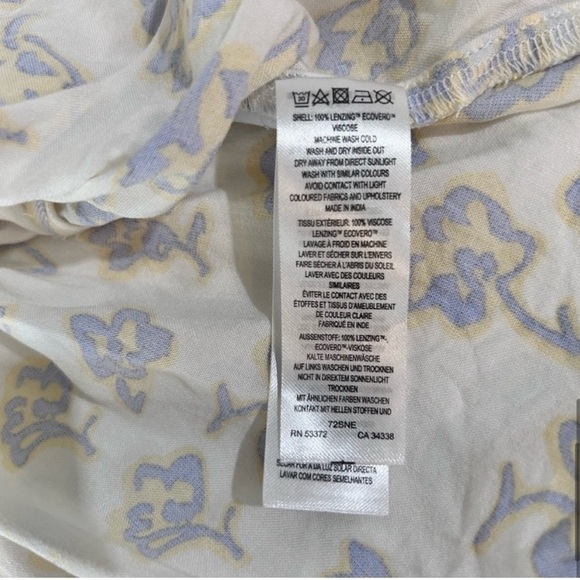 30
SHELL: 100% LENZING™ ECOVERO™
VISCOSE
MACHINE WASH COLD
WASH AND DRY INSIDE OUT
DRY AWAY FROM DIRECT SUNLIGHT
WASH WITH SIMILAR COLOURS
AVOID CONTACT WITH LIGHT
COLOURED FABRICS AND UPHOLSTERY
MADE IN INDIA
TISSU EXTÉRIEUR: 100% VISCOSE
LENZING™ ECOVERO™
LAVAGE À FROID EN MACHINE
LAVER ET SÉCHER SUR L'ENVERS
FAIRE SÉCHER À L'ABRIS DU SOLEIL
LAVER AVEC DES COULEURS
SIMILAIRES
ÉVITER LE CONTACT AVEC DES
ÉTOFFES ET TISSUS D'AMEUBLEMENT
DE COULEUR CLAIRE
FABRIQUÉ EN INDE
AUSSENSTOFF: 100% LENZING™-
ECOVERO™-VISKOSE
KALTE MASCHINENWÄSCHE
AUF LINKS WASCHEN UND TROCKNEN
NICHT IN DIREKTEM SONNENLICHT
TROCKNEN
MIT ÄHNLICHEN FARBEN WASCHEN
KONTAKT MIT HELLEN STOFFEN UND
72SNE
RN 53372 CA 34338
SOLAR DIRECTA
LAVAR COM CORES SEMELHANTES